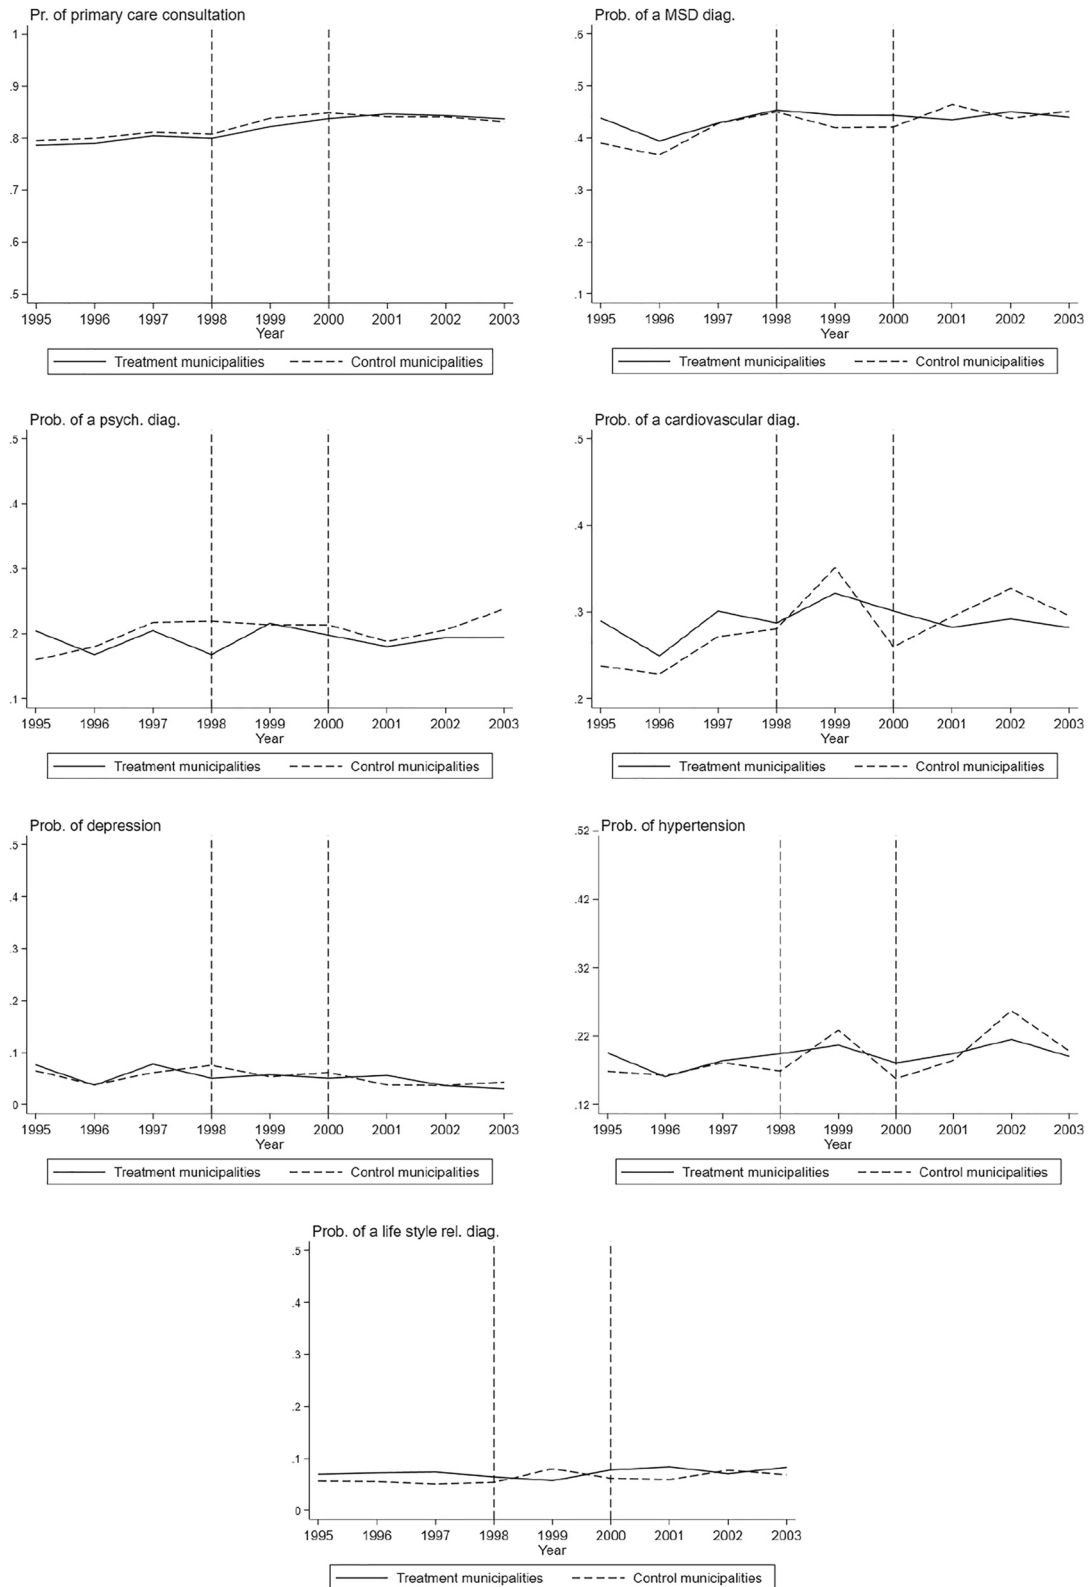 Pr. of primary care consultation
1
.9
.8
.7
.6
.5
1995 1996 1997 1998 1999 2000 2001 2002 2003
Year
Treatment municipalities Control municipalities
Prob. of a MSD diag.
.6
.5
.4
.3
.2
.1
1995 1996 1997 1998 1999 2000 2001 2002 2003
Year
Treatment municipalities Control municipalities
Prob. of a psych. diag.
.5
.4
.3
.2
.1
1995 1996 1997 1998 1999 2000 2001 2002 2003
Year
Treatment municipalities Control municipalities
Prob. of a cardiovascular diag.
.5
.4
.3
.2
1995 1996 1997 1998 1999 2000 2001 2002 2003
Year
Treatment municipalities Control municipalities
Prob. of depression
.5
.4
.3
.2
.1
0
1995 1996 1997 1998 1999 2000 2001 2002 2003
Year
Treatment municipalities Control municipalities
Prob. of hypertension
.52
.42
.32
.22
.12
1995 1996 1997 1998 1999 2000 2001 2002 2003
Year
Treatment municipalities Control municipalities
Prob. of a life style rel. diag.
.5
.4
.3
.2
.1
0
1995 1996 1997 1998 1999 2000 2001 2002 2003
Year
Treatment municipalities Control municipalities